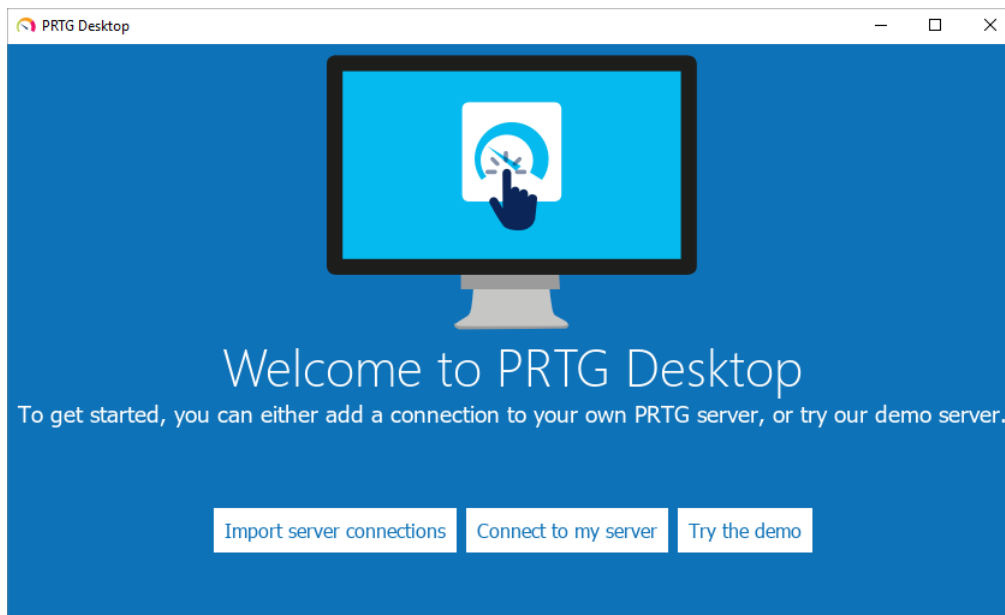 PRTG Desktop
Welcome to PRTG Desktop
To get started, you can either add a connection to your own PRTG server, or try our demo server.
Import server connections
Connect to my server
Try the demo